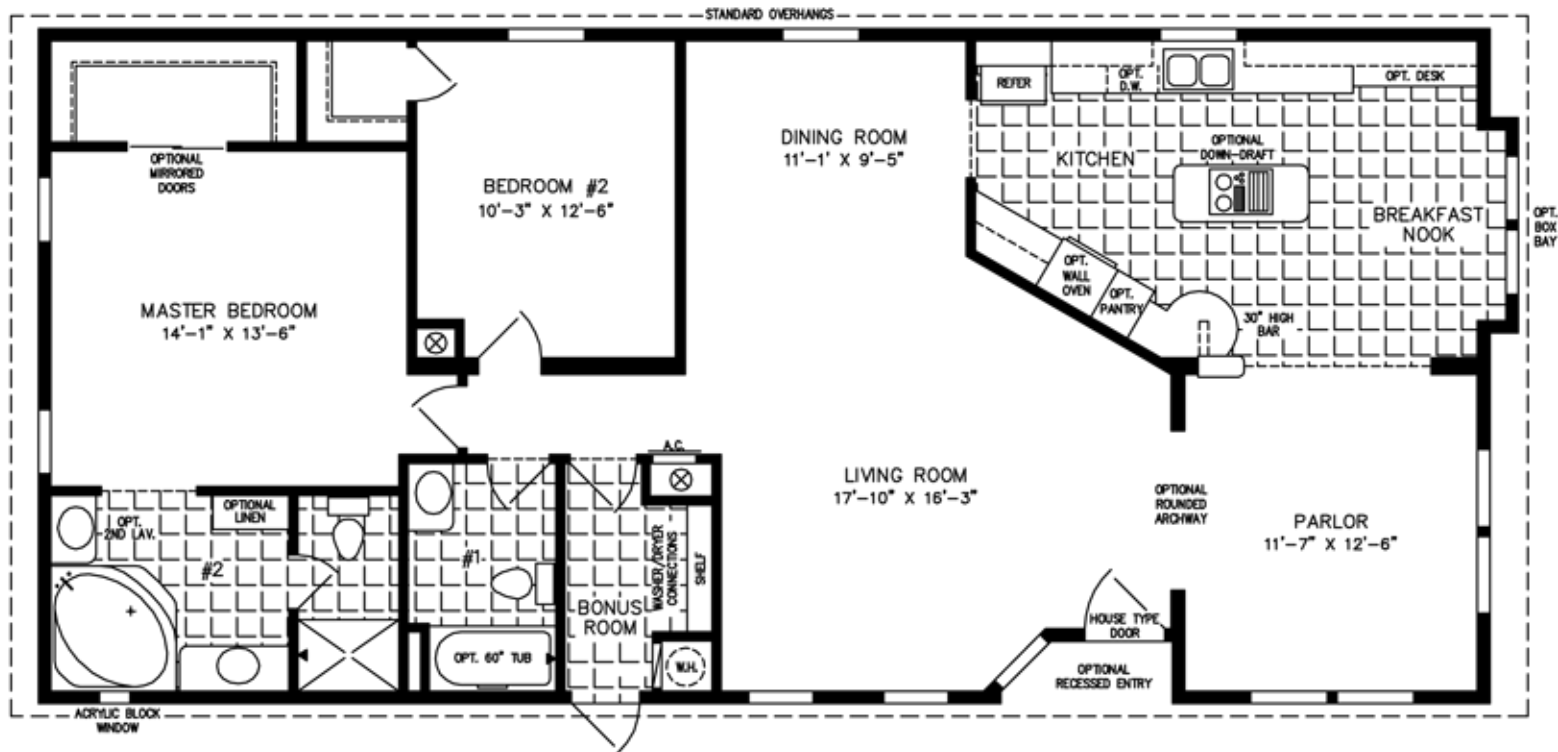 STANDARD OVERHANGS
OPTIONAL
MIRRORED
DOORS
BEDROOM #2
10'-3" X 12'-6"
DINING ROOM
11'-1' X 9'-5"
REFER
OPT.
D.W.
OPT. DESK
KITCHEN
OPTIONAL
DOWN-DRAFT
BREAKFAST
NOOK
OPT.
BOX
BAY
MASTER BEDROOM
14'-1" X 13'-6"
OPT.
WALL
OVEN
OPT.
PANTRY
30" HIGH
BAR
A.C.
LIVING ROOM
17'-10" X 16'-3"
OPTIONAL
ROUNDED
ARCHWAY
PARLOR
11'-7" X 12'-6"
OPT.
2ND LAV.
OPTIONAL
LINEN
#2
#1
WASHER/DRYER
CONNECTIONS
SHELF
BONUS
ROOM
HOUSE TYPE
DOOR
OPT. 60" TUB
W.H.
OPTIONAL
RECESSED ENTRY
ACRYLIC BLOCK
WINDOW